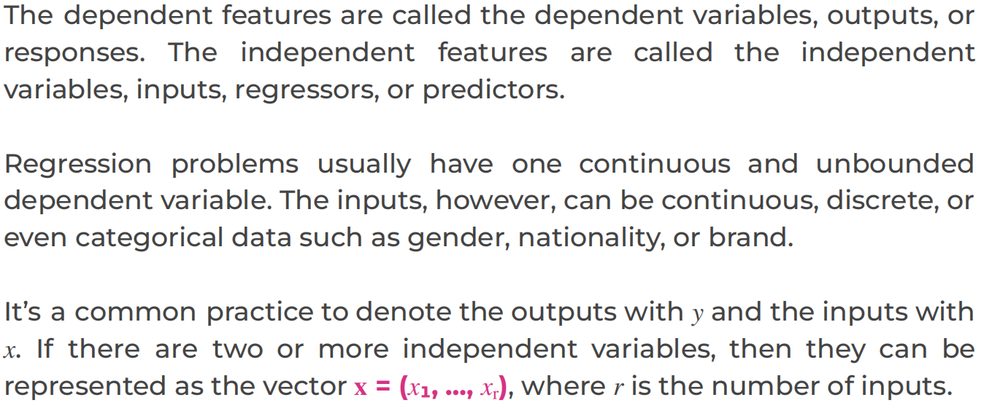 The dependent features are called the dependent variables, outputs, or
responses. The independent features are called the independent
variables, inputs, regressors, or predictors.
Regression problems usually have one continuous and unbounded
dependent variable. The inputs, however, can be continuous, discrete, or
even categorical data such as gender, nationality, or brand.
It’s a common practice to denote the outputs with y and the inputs with
x. If there are two or more independent variables, then they can be
represented as the vector x = (x₁, …, xᵣ), where r is the number of inputs.